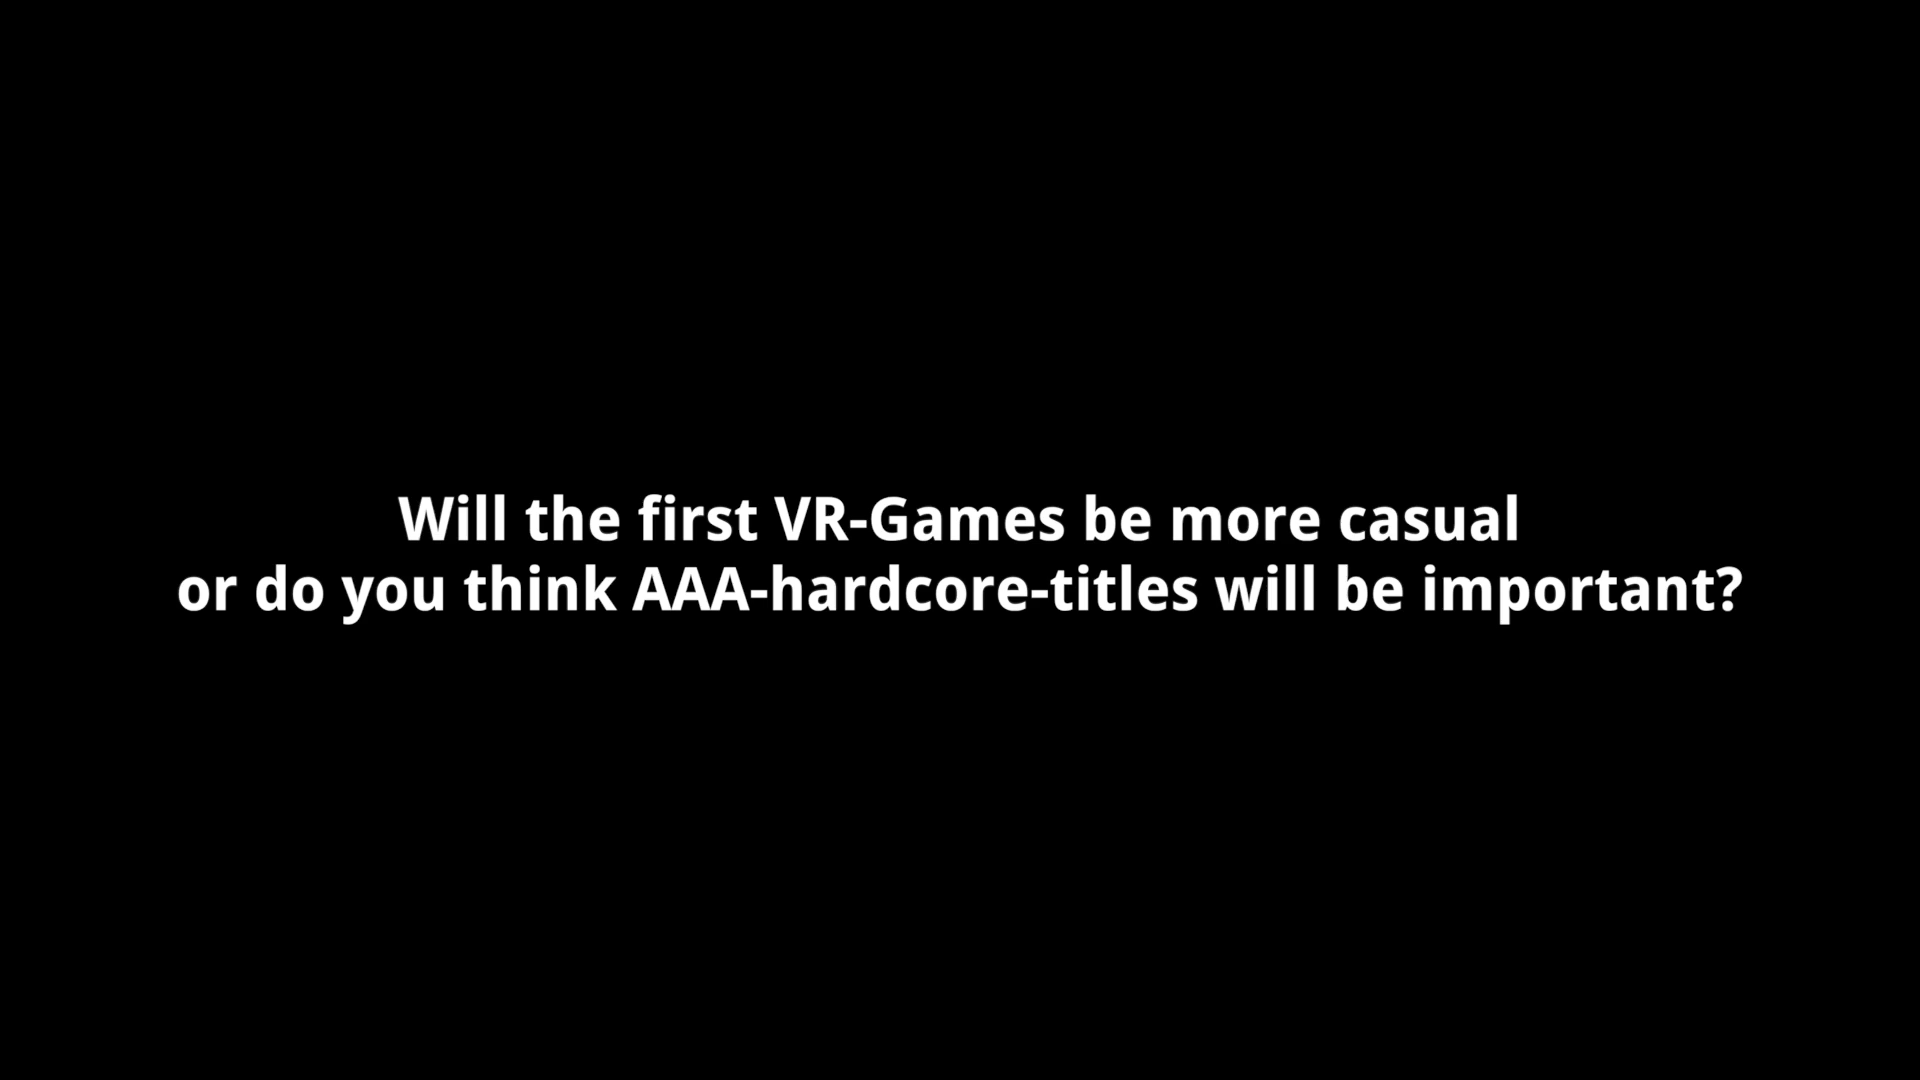 Will the first VR-Games be more casual
or do you think AAA-hardcore-titles will be important?